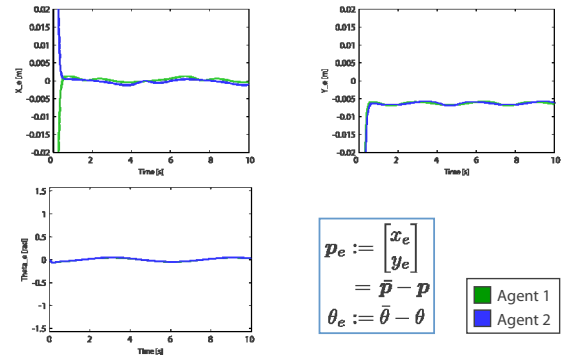 0.02
0.015
0.01
0.005
0
-0.005
-0.01
-0.015
-0.02
X_e [m]
0 2 4 6 8 10
Time [s]
0.02
0.015
0.01
0.005
0
-0.005
-0.01
-0.015
-0.02
Y_e [m]
0 2 4 6 8 10
Time [s]
1.5
1
0.5
0
-0.5
-1
-1.5
Theta_e [rad]
0 2 4 6 8 10
Time [s]
p_e := [x_e
y_e]
= p̄ − p
θ_e := θ̄ − θ
Agent 1
Agent 2